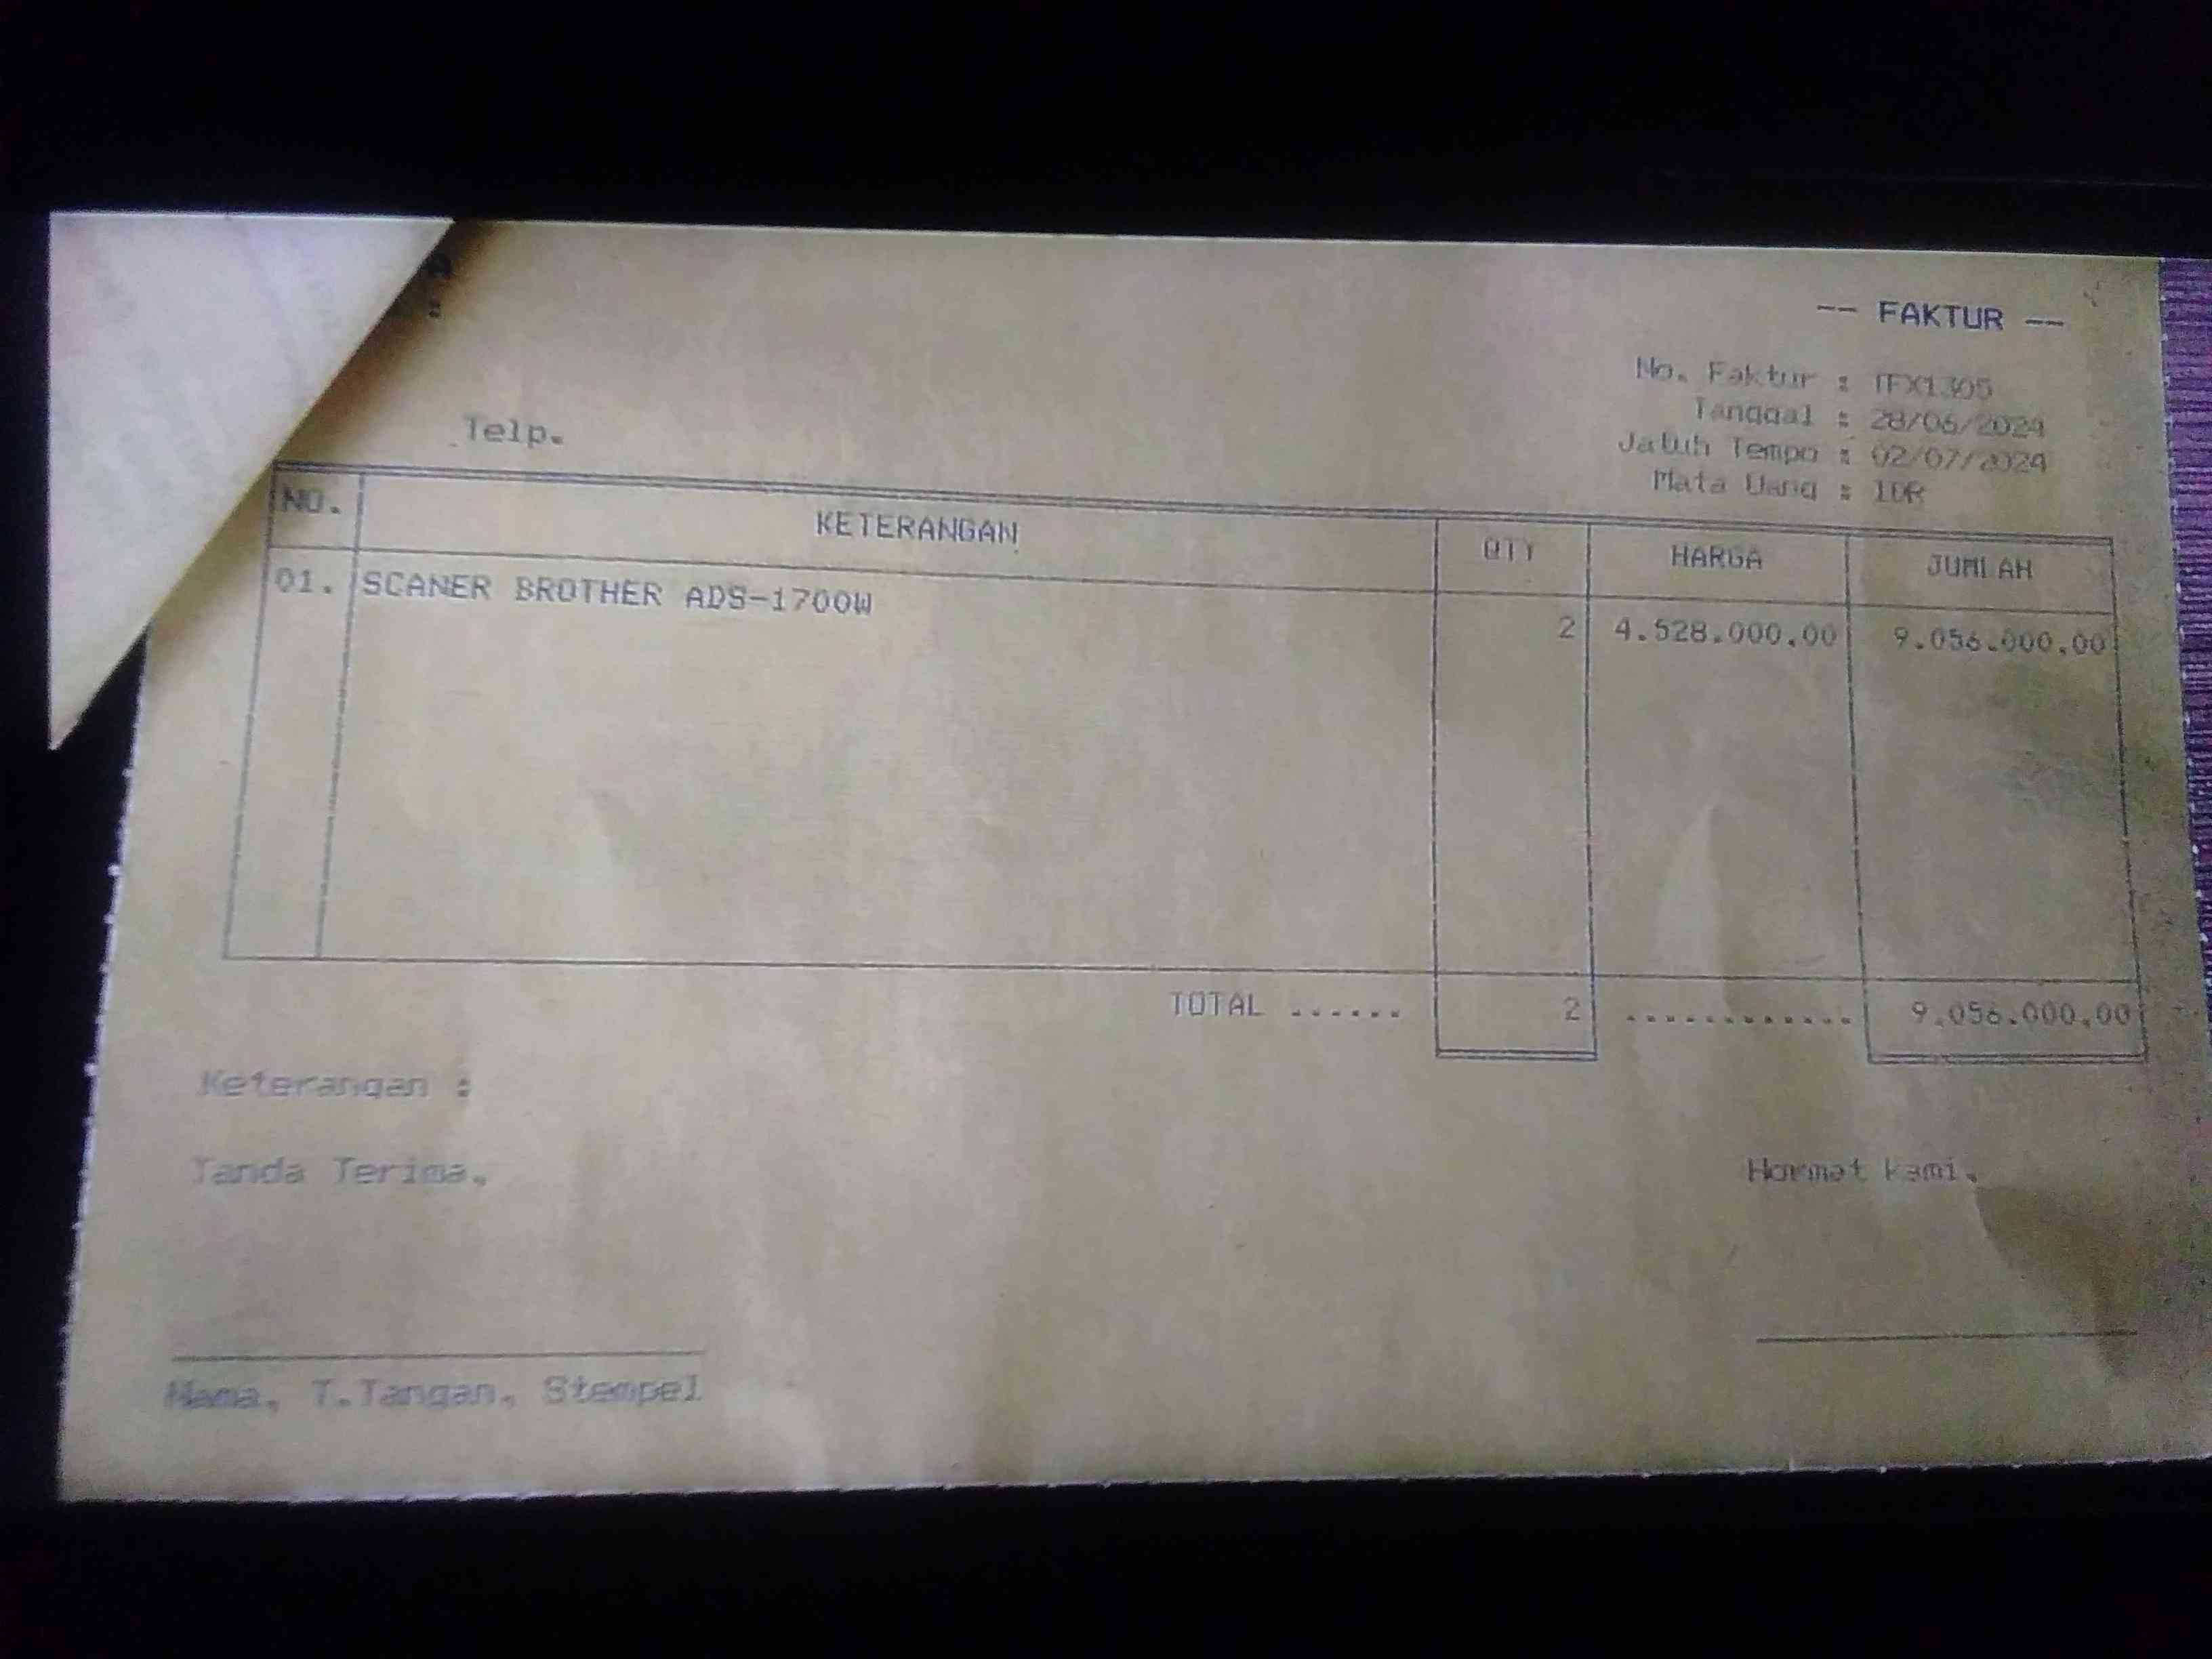 -- FAKTUR --
No. Faktur : TFX1305
Tanggal : 28/06/2024
Telp.
Jatuh Tempo : 02/07/2024
Mata Uang : IDR
NO. KETERANGAN QTY HARGA JUMLAH
01. SCANER BROTHER ADS-1700W 2 4.528.000,00 9.056.000,00
TOTAL ...... 2 ............ 9.056.000,00
Keterangan :
Tanda Terima, Hormat kami,
Nama, T.Tangan, Stempel